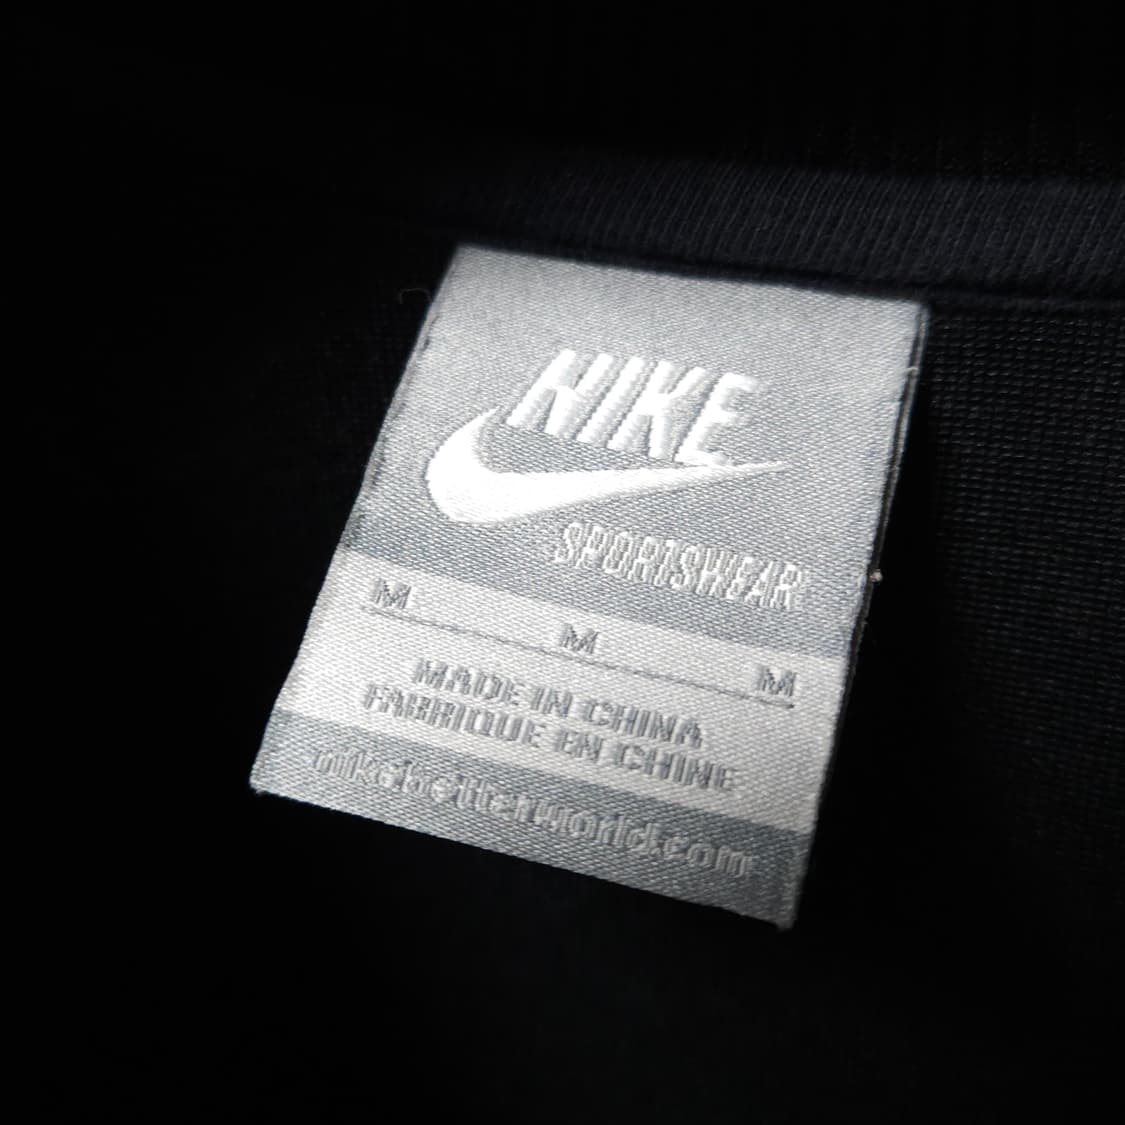 NIKE
SPORTSWEAR
M M M
MADE IN CHINA
FABRIQUE EN CHINE
nikebetterworld.com